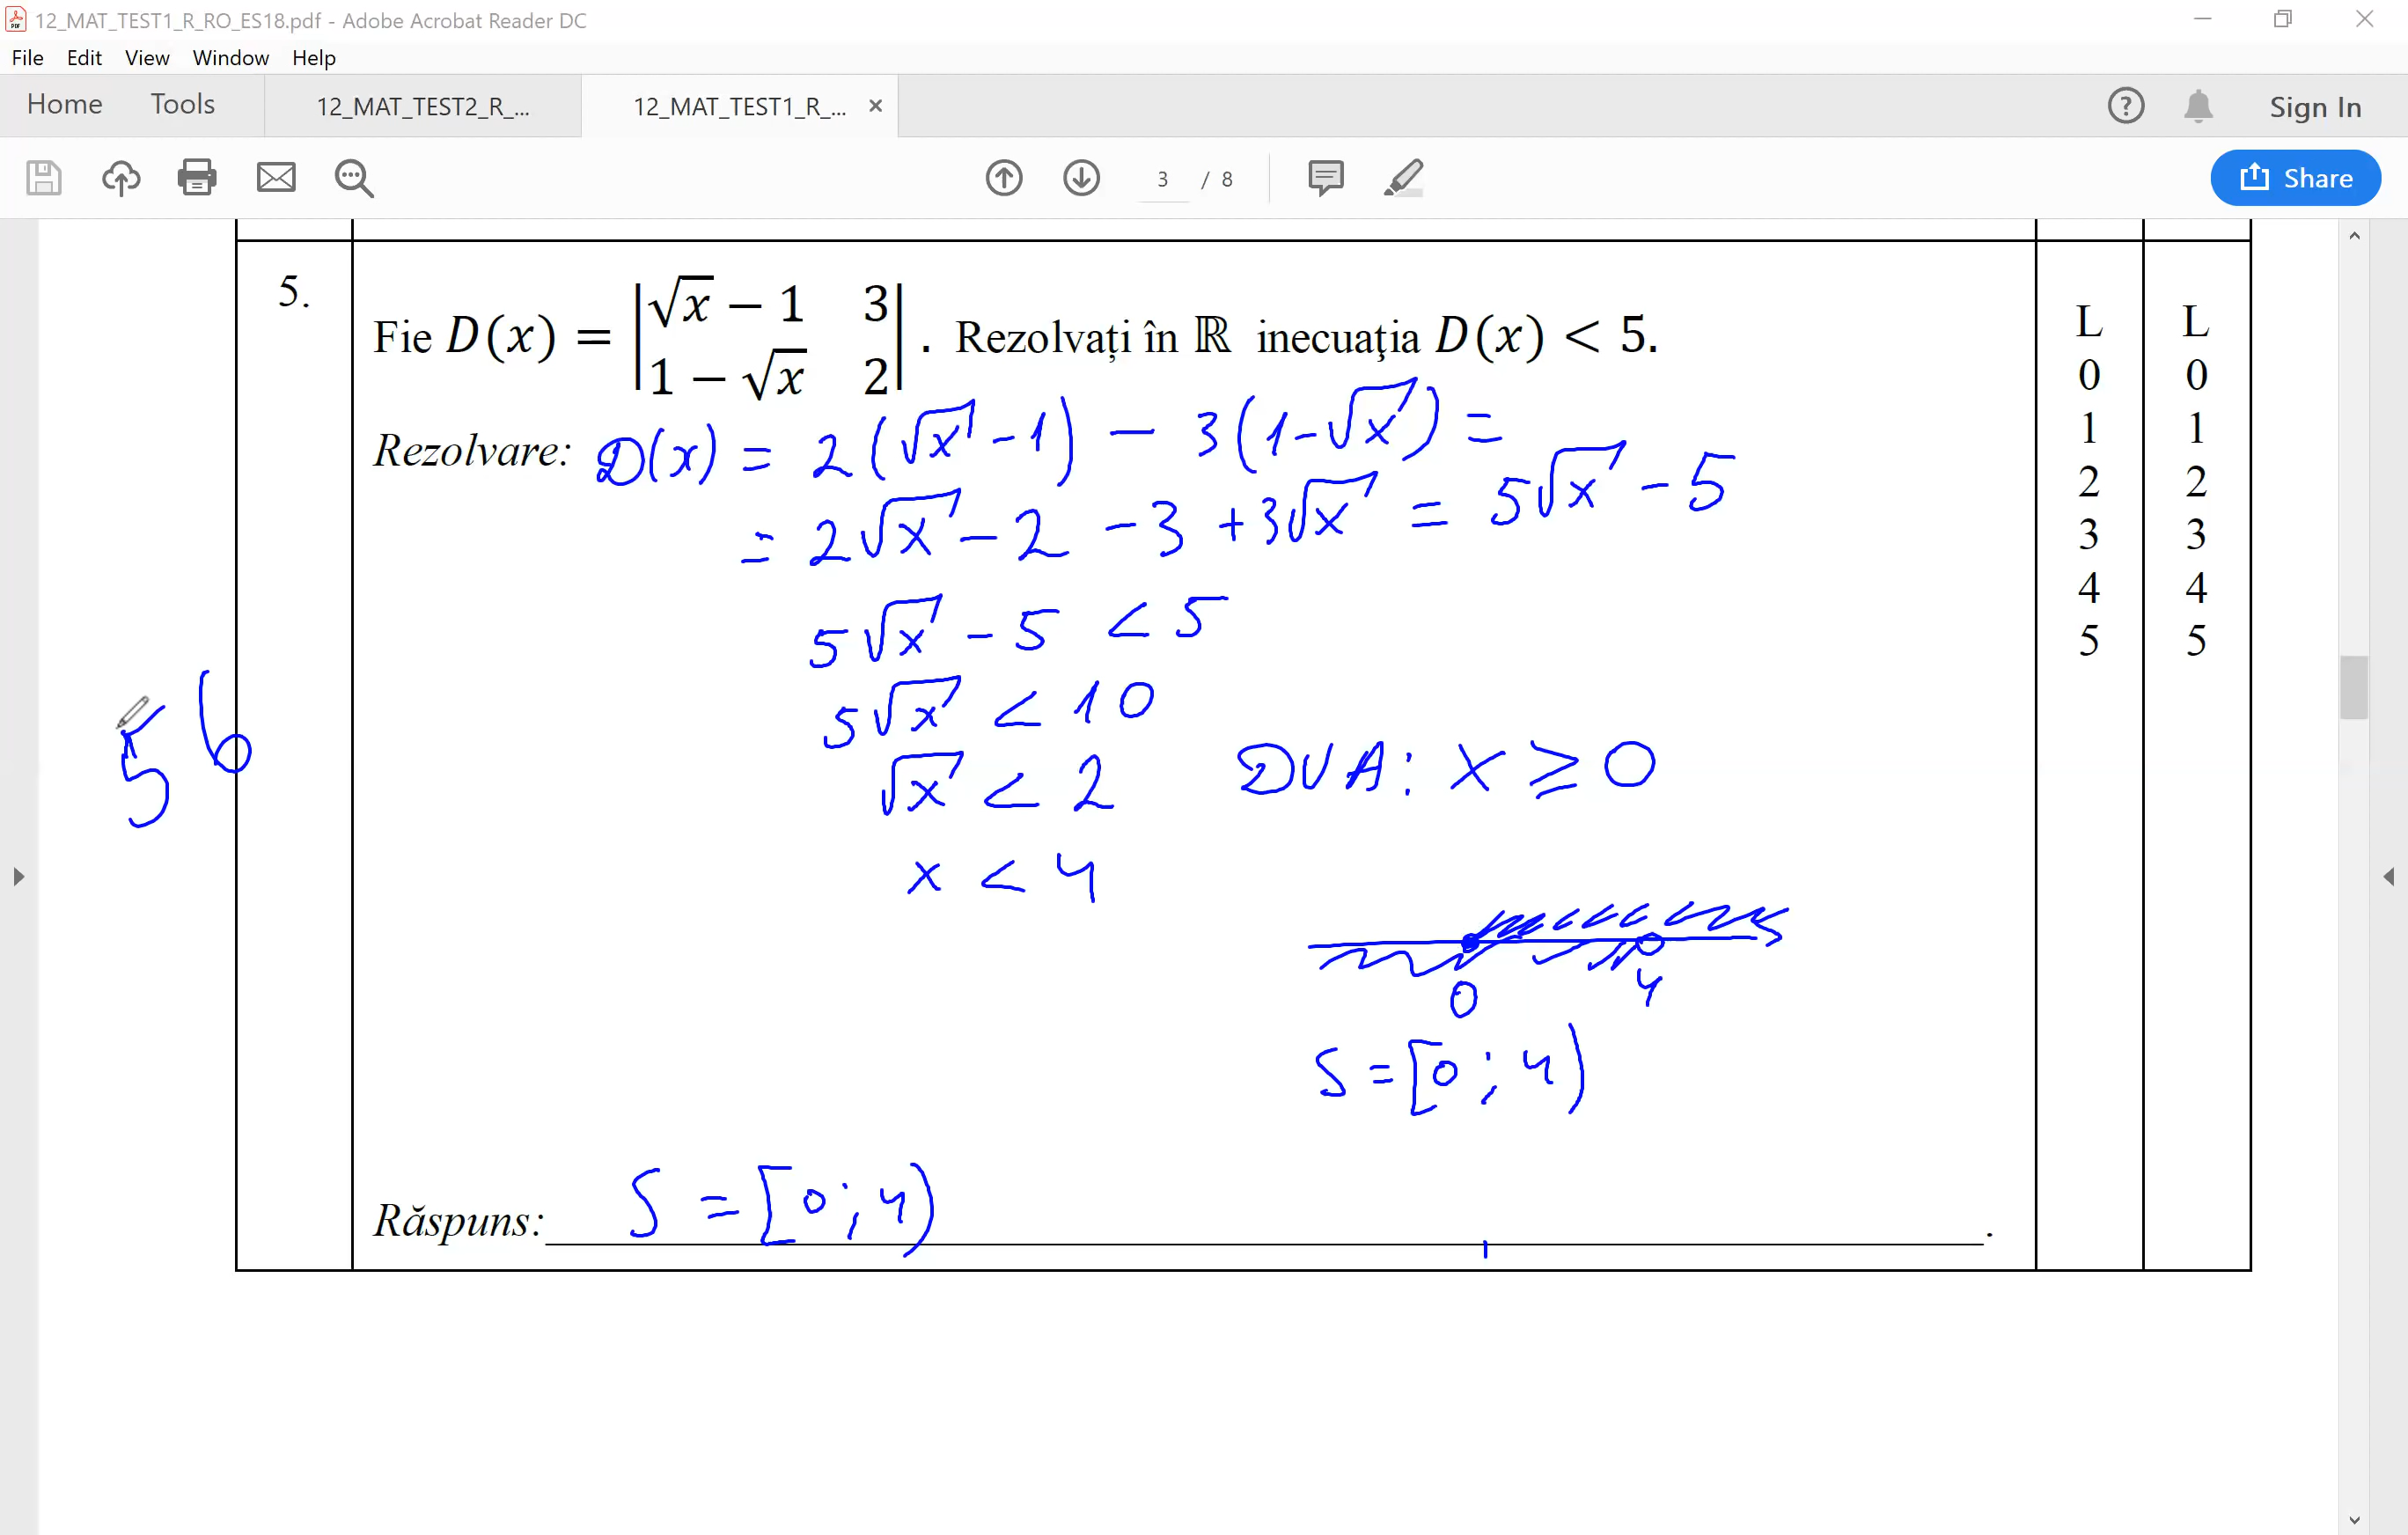 12_MAT_TEST1_R_RO_ES18.pdf - Adobe Acrobat Reader DC
File Edit View Window Help
Home Tools 12_MAT_TEST2_R_... 12_MAT_TEST1_R_... × ? Sign In
3 / 8 Share
5.
Fie D(x) = |√x − 1 3|
|1 − √x 2| . Rezolvați în ℝ inecuaţia D(x) < 5.
Rezolvare: D(x) = 2(√x - 1) - 3(1 - √x) =
= 2√x - 2 - 3 + 3√x = 5√x - 5
5√x - 5 < 5
5√x < 10
√x < 2 DVA: x ≥ 0
x < 4
0 4
S = [0 ; 4)
Răspuns: S = [0 ; 4) .
5 6
L L
0 0
1 1
2 2
3 3
4 4
5 5